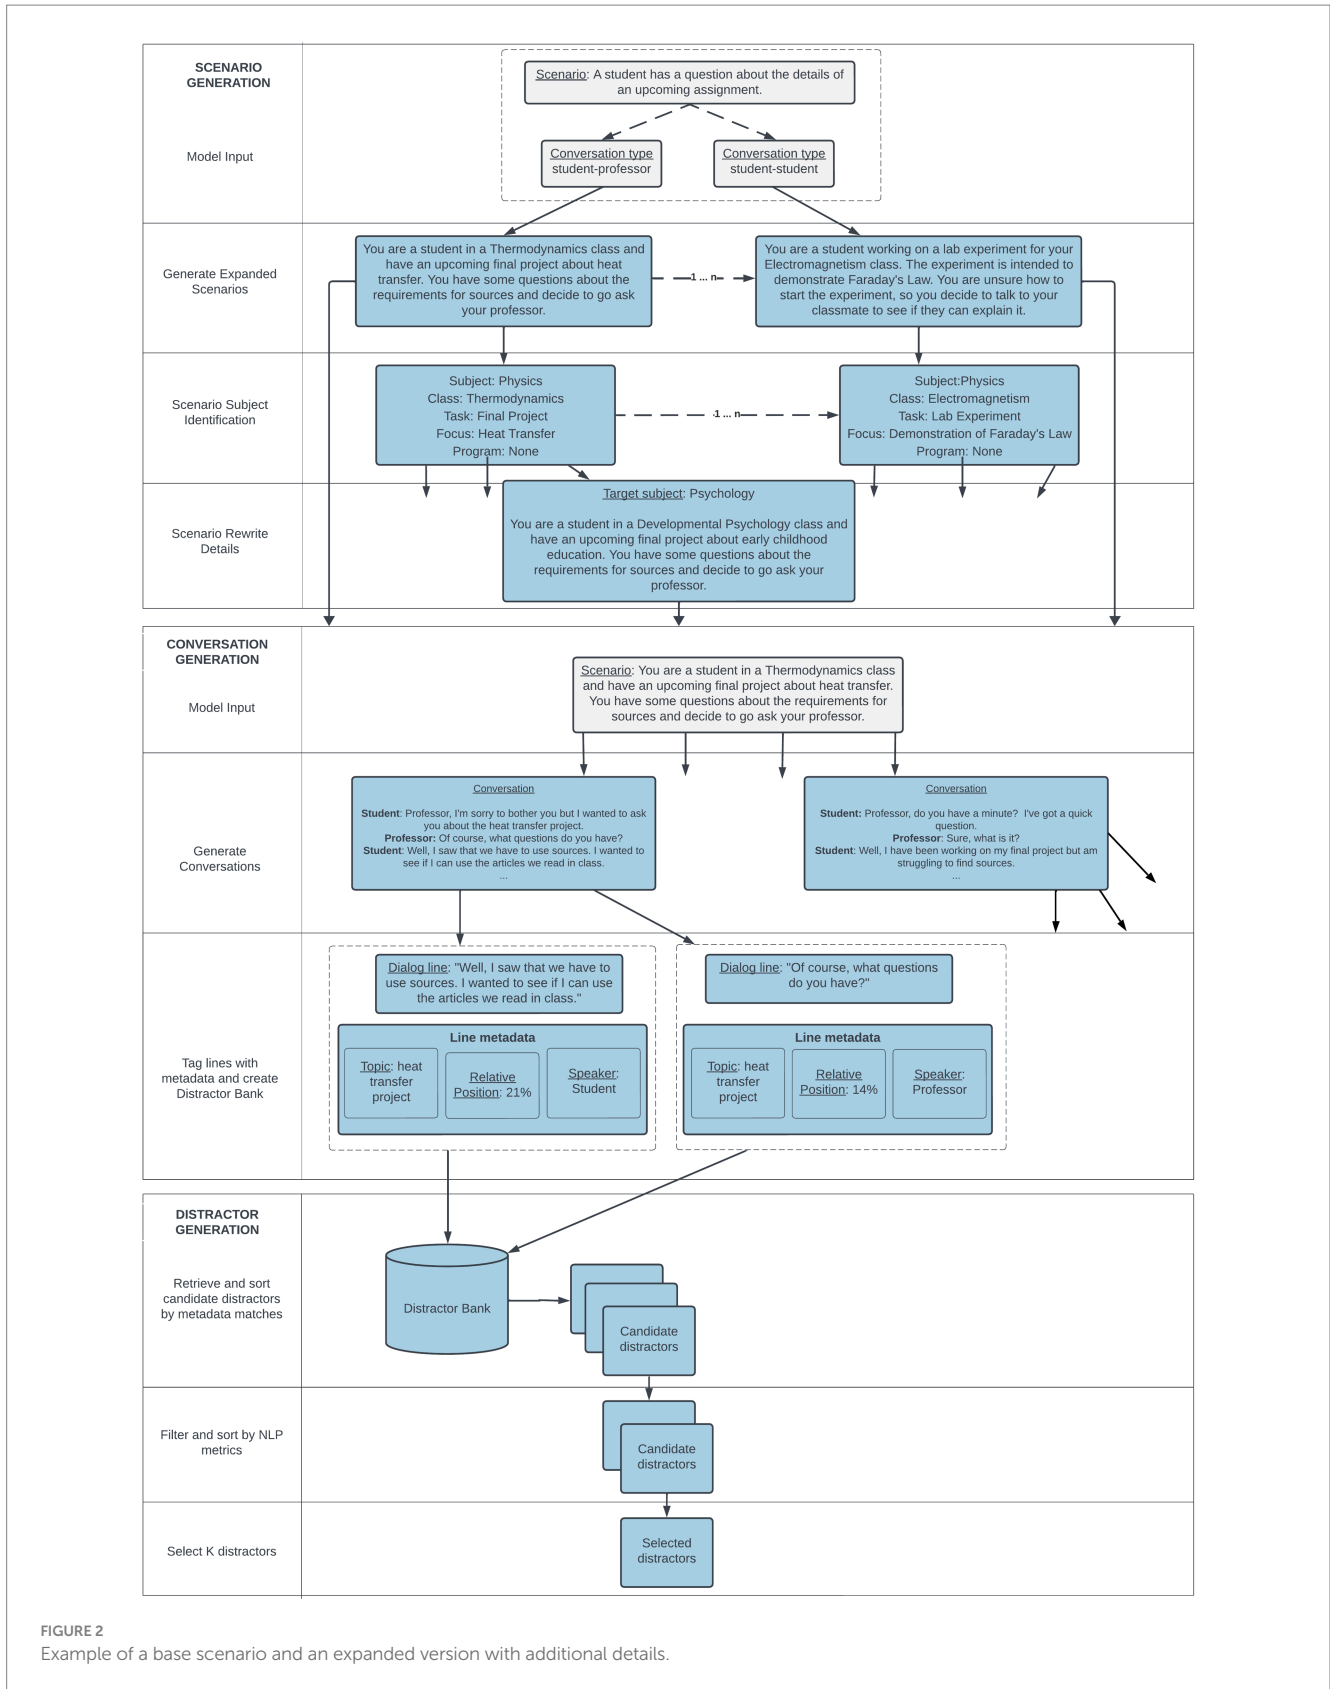 SCENARIO
GENERATION
Model Input
Scenario: A student has a question about the details of
an upcoming assignment.
Conversation type
student-professor
Conversation type
student-student
Generate Expanded
Scenarios
You are a student in a Thermodynamics class and
have an upcoming final project about heat
transfer. You have some questions about the
requirements for sources and decide to go ask
your professor.
1 ... n
You are a student working on a lab experiment for your
Electromagnetism class. The experiment is intended to
demonstrate Faraday's Law. You are unsure how to
start the experiment, so you decide to talk to your
classmate to see if they can explain it.
Scenario Subject
Identification
Subject: Physics
Class: Thermodynamics
Task: Final Project
Focus: Heat Transfer
Program: None
1 ... n
Subject:Physics
Class: Electromagnetism
Task: Lab Experiment
Focus: Demonstration of Faraday's Law
Program: None
Scenario Rewrite
Details
Target subject: Psychology
You are a student in a Developmental Psychology class and
have an upcoming final project about early childhood
education. You have some questions about the
requirements for sources and decide to go ask your
professor.
CONVERSATION
GENERATION
Model Input
Scenario: You are a student in a Thermodynamics class
and have an upcoming final project about heat transfer.
You have some questions about the requirements for
sources and decide to go ask your professor.
Generate
Conversations
Conversation
Student: Professor, I'm sorry to bother you but I wanted to ask
you about the heat transfer project.
Professor: Of course, what questions do you have?
Student: Well, I saw that we have to use sources. I wanted to
see if I can use the articles we read in class.
...
Conversation
Student: Professor, do you have a minute?  I've got a quick
question.
Professor: Sure, what is it?
Student: Well, I have been working on my final project but am
struggling to find sources.
...
Tag lines with
metadata and create
Distractor Bank
Dialog line: "Well, I saw that we have to
use sources. I wanted to see if I can use
the articles we read in class."
Line metadata
Topic: heat
transfer
project
Relative
Position: 21%
Speaker:
Student
Dialog line: "Of course, what questions
do you have?"
Line metadata
Topic: heat
transfer
project
Relative
Position: 14%
Speaker:
Professor
DISTRACTOR
GENERATION
Retrieve and sort
candidate distractors
by metadata matches
Distractor Bank
Candidate
distractors
Filter and sort by NLP
metrics
Candidate
distractors
Select K distractors
Selected
distractors
FIGURE 2
Example of a base scenario and an expanded version with additional details.